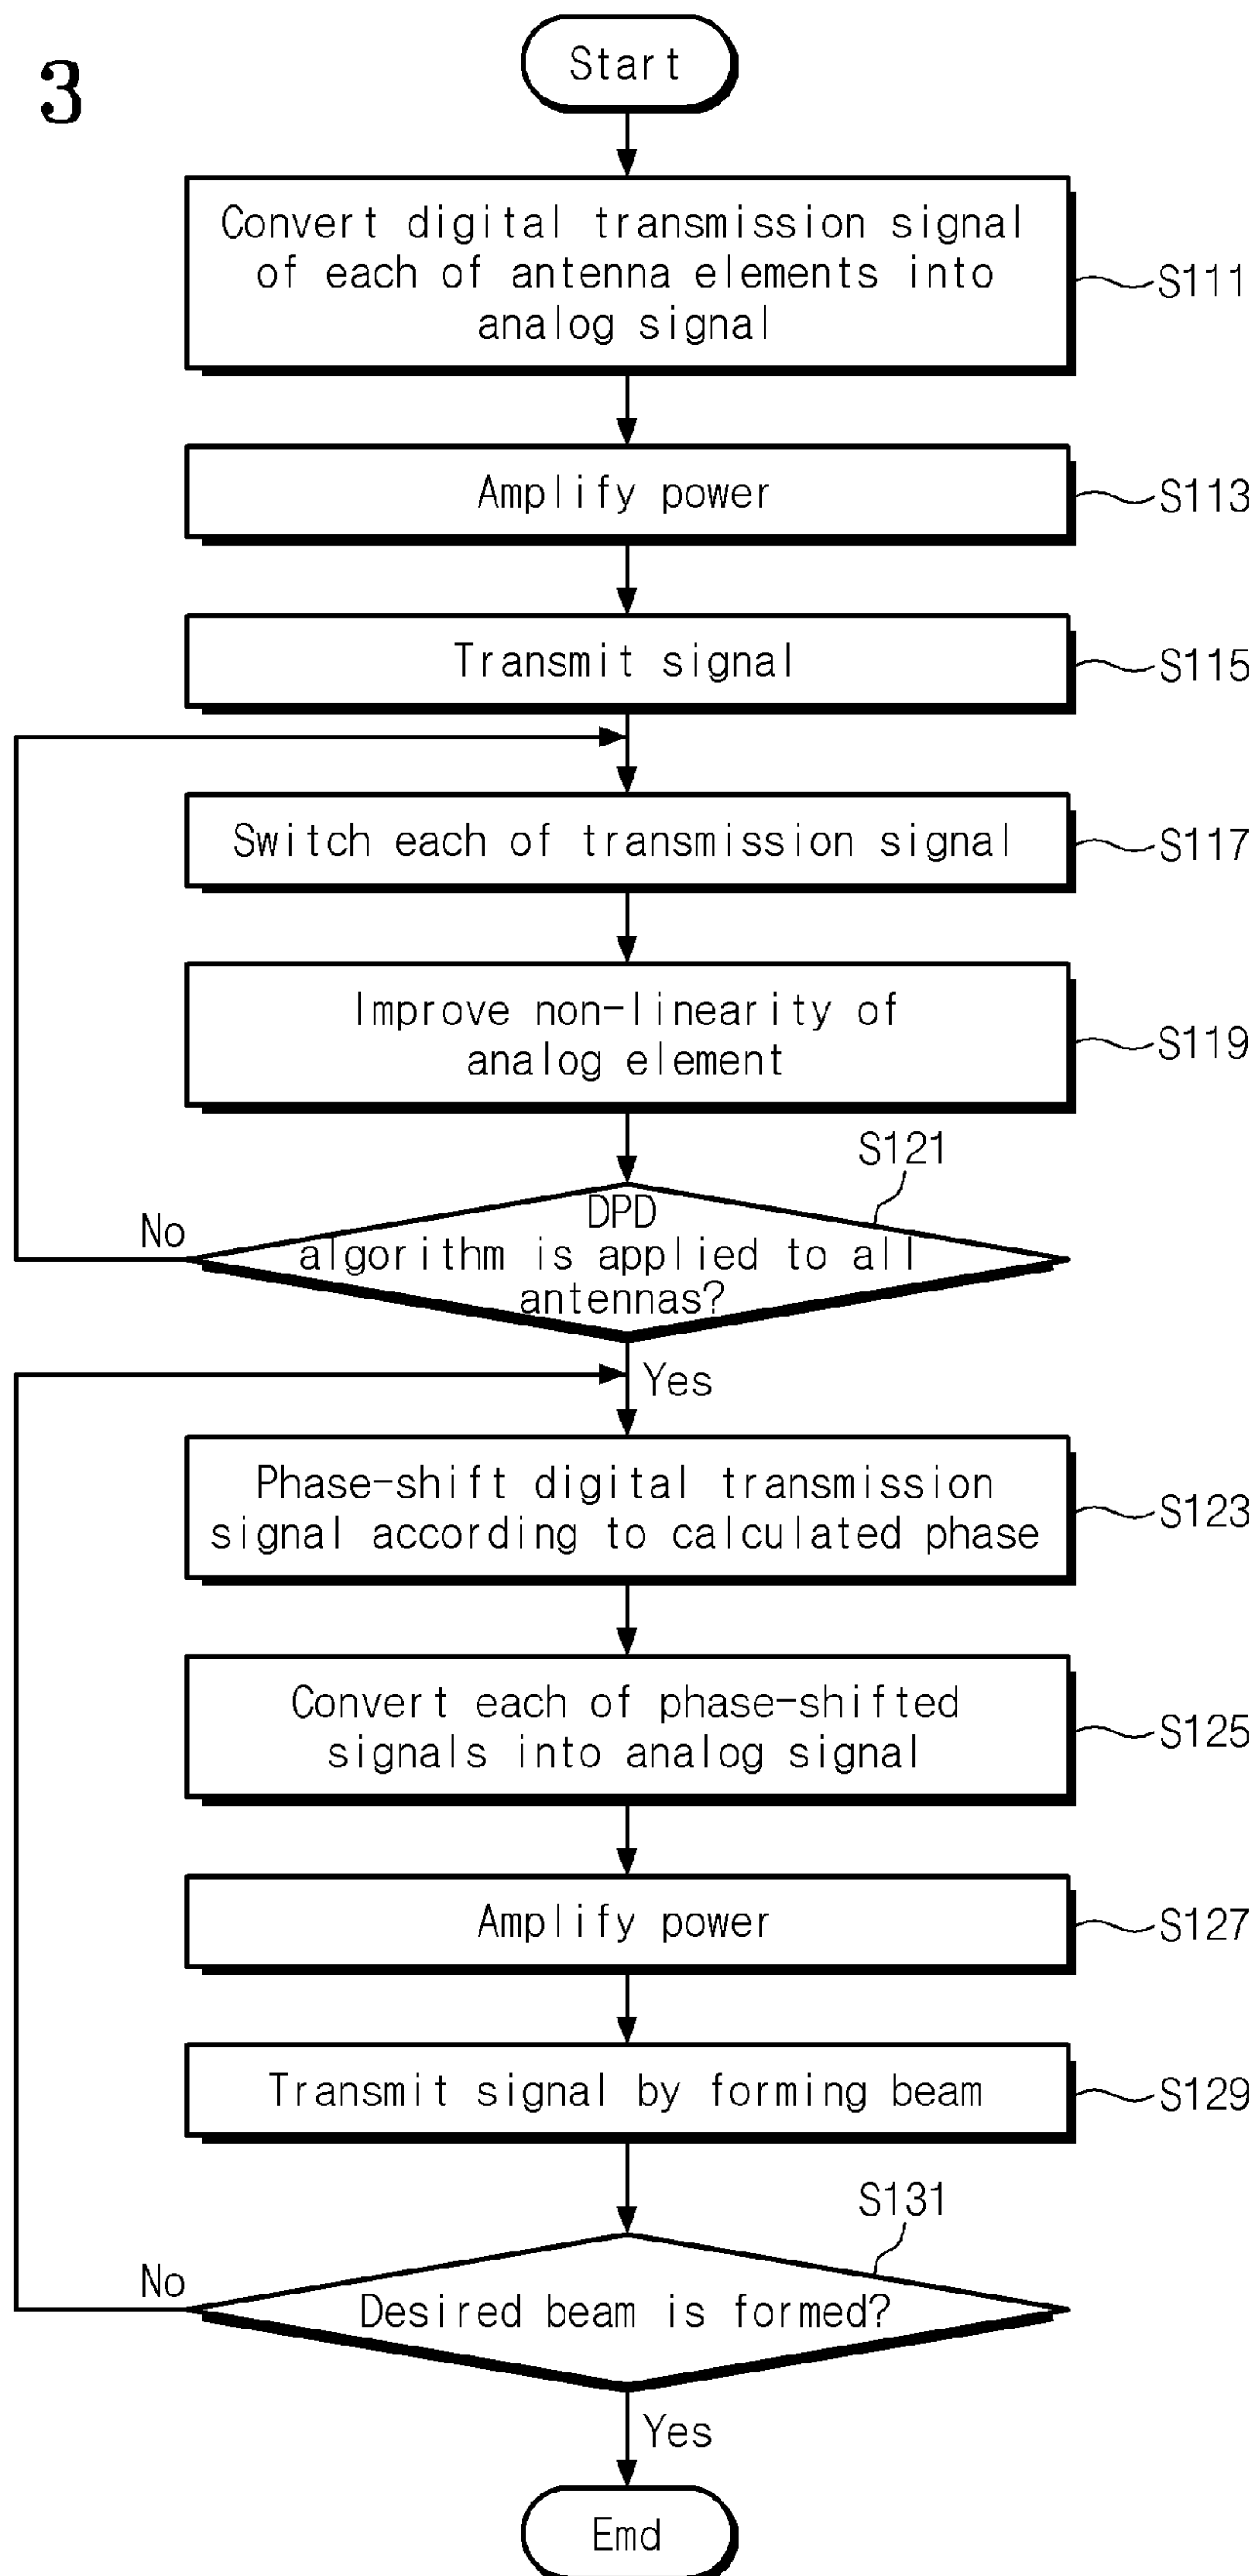 3
Start
Convert digital transmission signal
of each of antenna elements into
analog signal
S111
Amplify power
S113
Transmit signal
S115
Switch each of transmission signal
S117
Improve non-linearity of
analog element
S119
S121
DPD
algorithm is applied to all
antennas?
No
Yes
Phase-shift digital transmission
signal according to calculated phase
S123
Convert each of phase-shifted
signals into analog signal
S125
Amplify power
S127
Transmit signal by forming beam
S129
S131
Desired beam is formed?
No
Yes
Emd